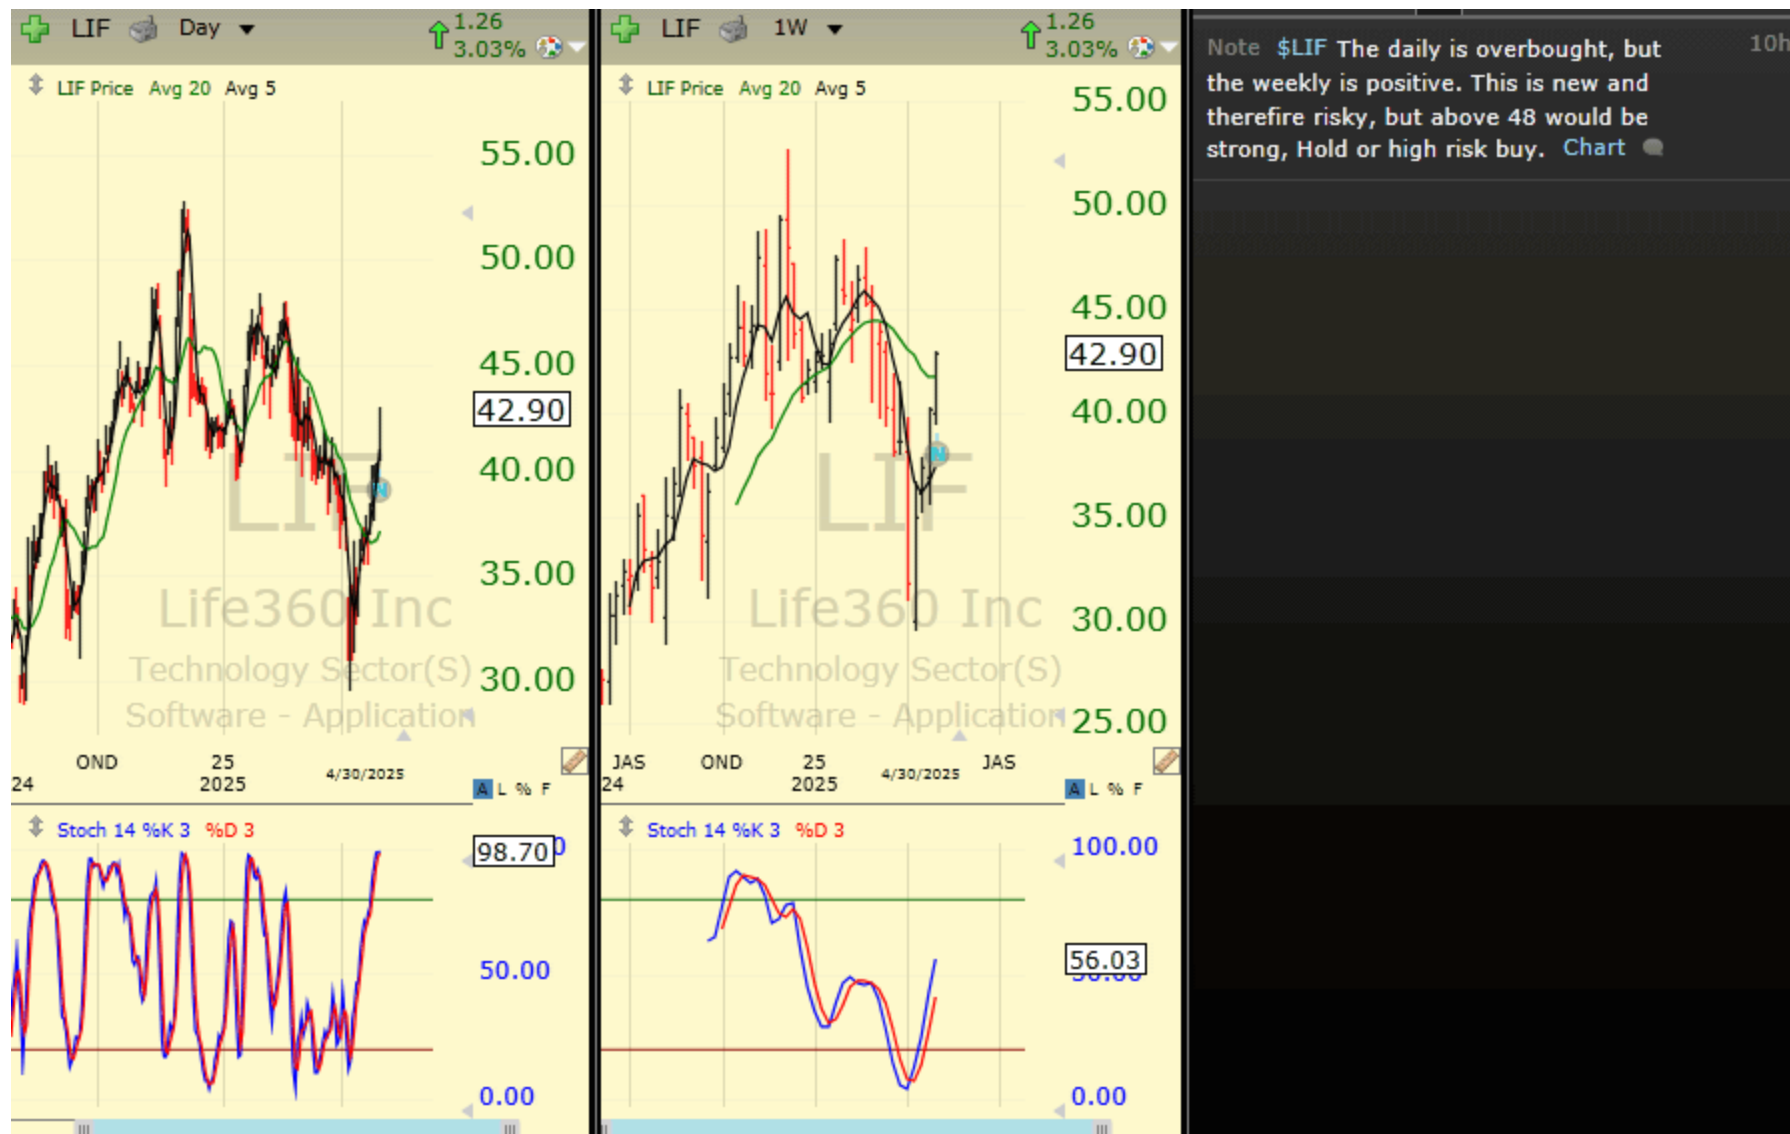 LIF Day 1.26
3.03%
LIF Price Avg 20 Avg 5
55.00
50.00
45.00
42.90
40.00
35.00
30.00
LIF
Life360 Inc
Technology Sector(S)
Software - Application
OND 25
24 2025 4/30/2025
A L % F
Stoch 14 %K 3 %D 3
98.70
50.00
0.00
LIF 1W 1.26
3.03%
LIF Price Avg 20 Avg 5
55.00
50.00
45.00
42.90
40.00
35.00
30.00
25.00
LIF
N
Life360 Inc
Technology Sector(S)
Software - Application
JAS OND 25 JAS
24 2025 4/30/2025
A L % F
Stoch 14 %K 3 %D 3
100.00
56.03
0.00
Note $LIF The daily is overbought, but 10h
the weekly is positive. This is new and
therefire risky, but above 48 would be
strong, Hold or high risk buy. Chart